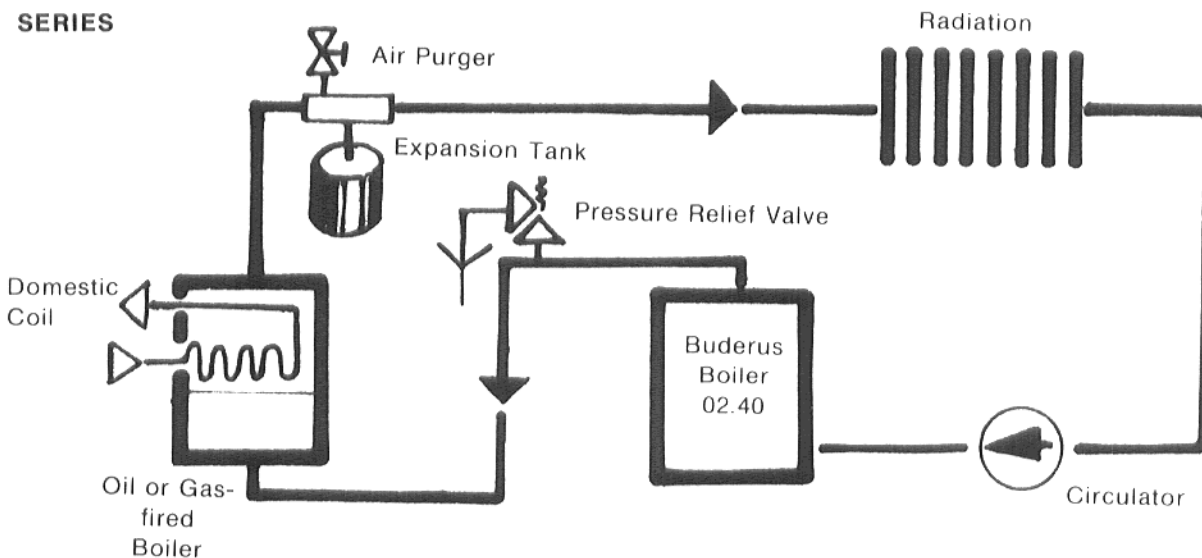 SERIES
Radiation
Air Purger
Expansion Tank
Pressure Relief Valve
Domestic
Coil
Buderus
Boiler
02.40
Oil or Gas-
fired
Boiler
Circulator